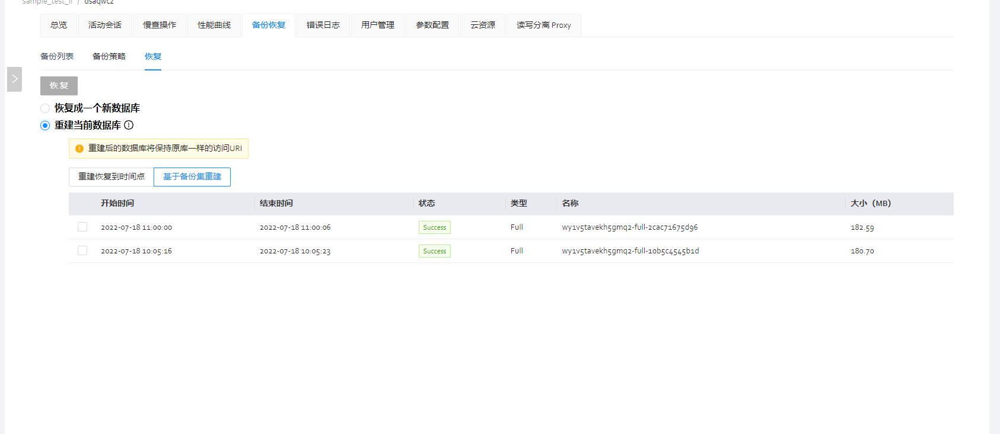 sample_test_ll / dsaqwcz
总览 活动会话 慢查操作 性能曲线 备份恢复 错误日志 用户管理 参数配置 云资源 读写分离 Proxy
备份列表 备份策略 恢复
恢复
恢复成一个新数据库
重建当前数据库
重建后的数据库将保持原库一样的访问URI
重建恢复到时间点 基于备份集重建
开始时间 结束时间 状态 类型 名称 大小（MB）
2022-07-18 11:00:00 2022-07-18 11:00:06 Success Full wy1v5tavekh5gmq2-full-2cac71675d96 182.59
2022-07-18 10:05:16 2022-07-18 10:05:23 Success Full wy1v5tavekh5gmq2-full-10b5c4545b1d 180.70